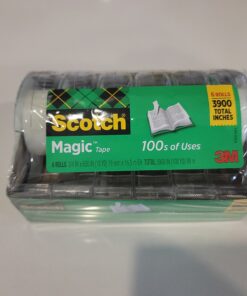 6 ROLLS
3900
TOTAL
INCHES
Scotch
Magic™ Tape
100s of Uses
3M